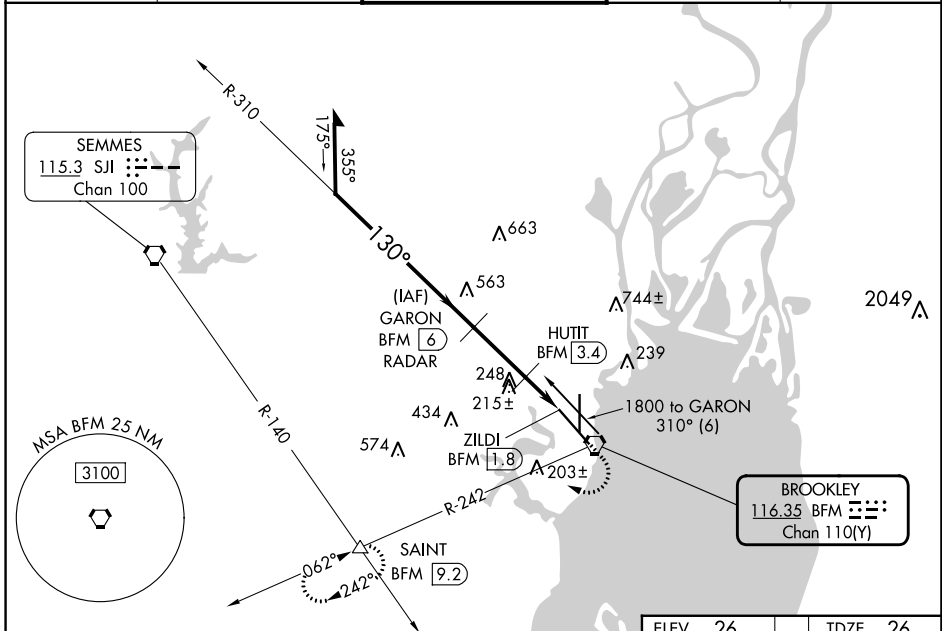 R-310
175°
355°
SEMMES
115.3 SJI
Chan 100
130°
663
563
(IAF)
GARON
BFM 6
RADAR
744±
2049
HUTIT
BFM 3.4
239
248
215±
434
1800 to GARON
310° (6)
R-140
574
ZILDI
BFM 1.8
203±
MSA BFM 25 NM
3100
R-242
BROOKLEY
116.35 BFM
Chan 110(Y)
SAINT
BFM 9.2
062°
242°
ELEV 26
TDZE 26